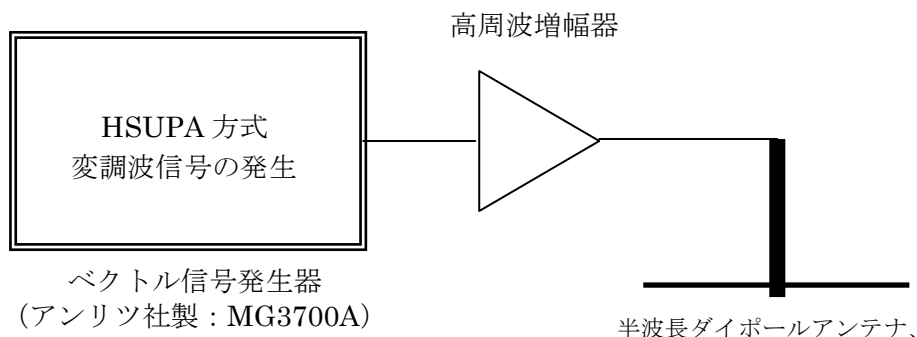 高周波増幅器
HSUPA 方式
変調波信号の発生
ベクトル信号発生器
（アンリツ社製：MG3700A）
半波長ダイポールアンテナ、